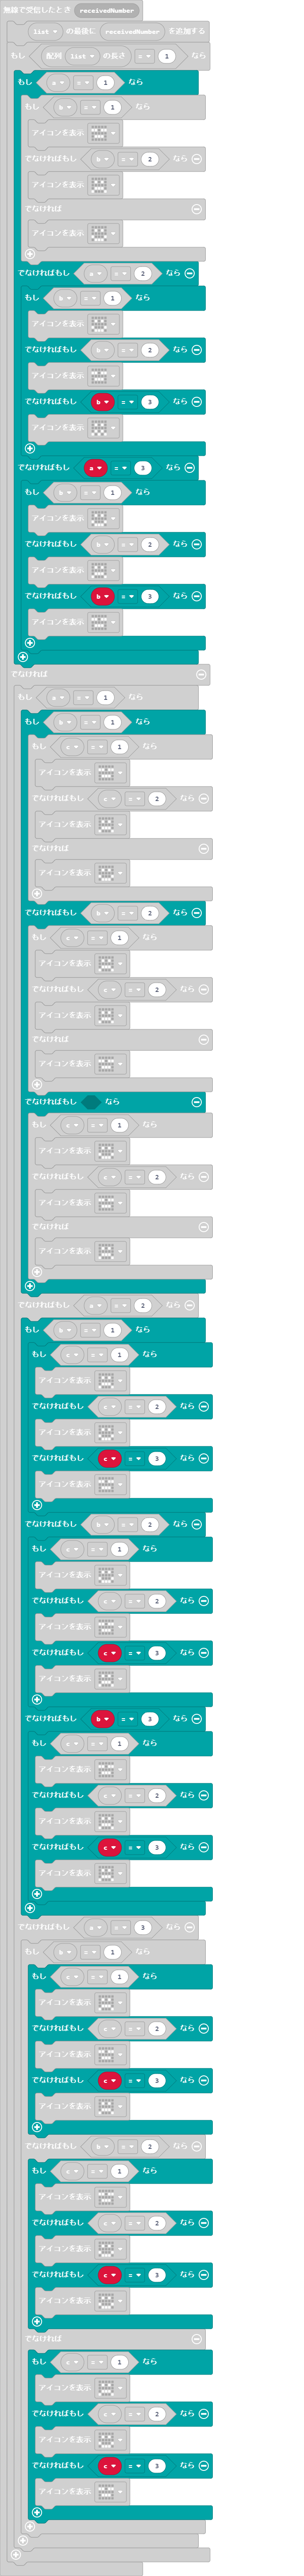 無線で受信したとき receivedNumber
list の最後に receivedNumber を追加する
もし 配列 list の長さ = 1 なら
もし a = 1 なら
もし b = 1 なら
アイコンを表示
でなければもし b = 2 なら
アイコンを表示
でなければ
アイコンを表示
でなければもし a = 2 なら
もし b = 1 なら
アイコンを表示
でなければもし b = 2 なら
アイコンを表示
でなければもし b = 3 なら
アイコンを表示
でなければもし a = 3 なら
もし b = 1 なら
アイコンを表示
でなければもし b = 2 なら
アイコンを表示
でなければもし b = 3 なら
アイコンを表示
でなければ
もし a = 1 なら
もし b = 1 なら
もし c = 1 なら
アイコンを表示
でなければもし c = 2 なら
アイコンを表示
でなければ
アイコンを表示
でなければもし b = 2 なら
もし c = 1 なら
アイコンを表示
でなければもし c = 2 なら
アイコンを表示
でなければ
アイコンを表示
でなければもし なら
もし c = 1 なら
アイコンを表示
でなければもし c = 2 なら
アイコンを表示
でなければ
アイコンを表示
でなければもし a = 2 なら
もし b = 1 なら
もし c = 1 なら
アイコンを表示
でなければもし c = 2 なら
アイコンを表示
でなければもし c = 3 なら
アイコンを表示
でなければもし b = 2 なら
もし c = 1 なら
アイコンを表示
でなければもし c = 2 なら
アイコンを表示
でなければもし c = 3 なら
アイコンを表示
でなければもし b = 3 なら
もし c = 1 なら
アイコンを表示
でなければもし c = 2 なら
アイコンを表示
でなければもし c = 3 なら
アイコンを表示
でなければもし a = 3 なら
もし b = 1 なら
もし c = 1 なら
アイコンを表示
でなければもし c = 2 なら
アイコンを表示
でなければもし c = 3 なら
アイコンを表示
でなければもし b = 2 なら
もし c = 1 なら
アイコンを表示
でなければもし c = 2 なら
アイコンを表示
でなければもし c = 3 なら
アイコンを表示
でなければ
もし c = 1 なら
アイコンを表示
でなければもし c = 2 なら
アイコンを表示
でなければもし c = 3 なら
アイコンを表示